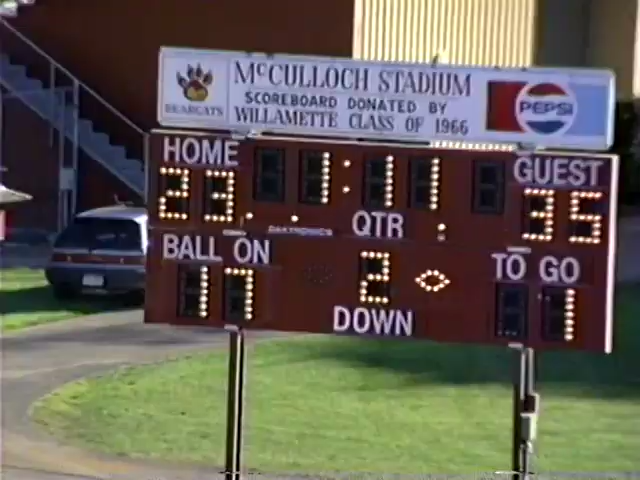 McCULLOCH STADIUM
SCOREBOARD DONATED BY
WILLAMETTE CLASS OF 1966
BEARCATS
PEPSI
HOME 1:11 GUEST
23 QTR 35
DAKTRONICS
BALL ON 2 TO GO
17 DOWN 1